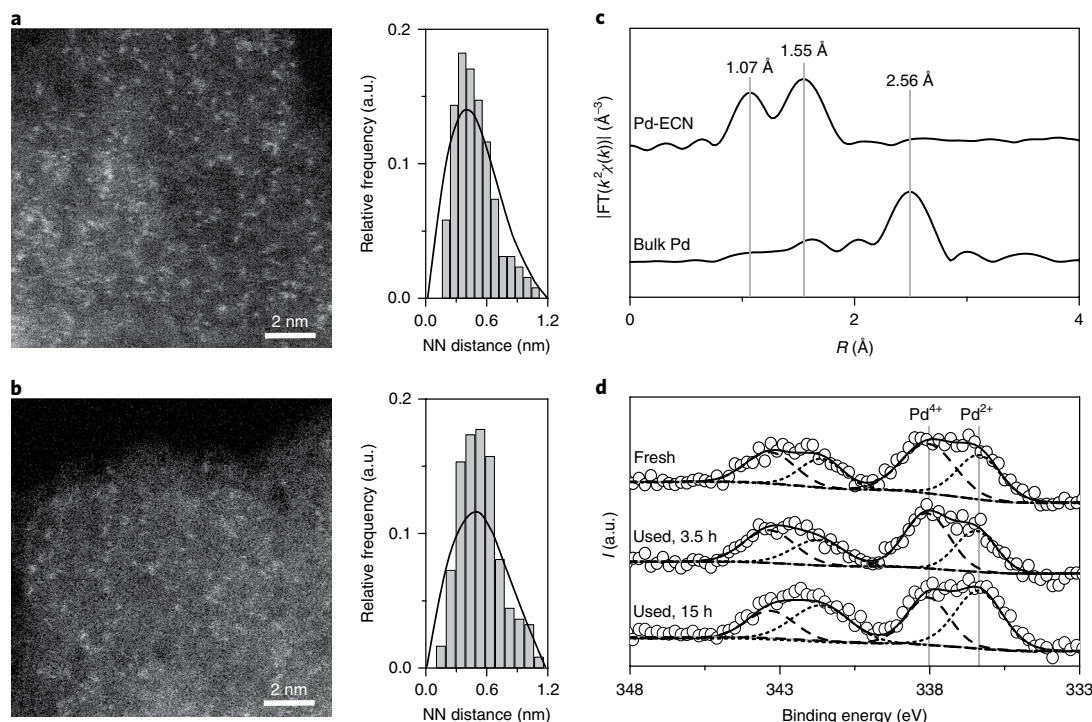 a
2 nm
0.2
0.1
0.0
Relative frequency (a.u.)
0.0 0.6 1.2
NN distance (nm)
b
2 nm
0.2
0.1
0.0
Relative frequency (a.u.)
0.0 0.6 1.2
NN distance (nm)
c
1.07 Å
1.55 Å
2.56 Å
Pd-ECN
Bulk Pd
|FT(k²χ(k))| (Å⁻³)
0 2 4
R (Å)
d
Pd⁴⁺ Pd²⁺
Fresh
Used, 3.5 h
Used, 15 h
I (a.u.)
348 343 338 333
Binding energy (eV)